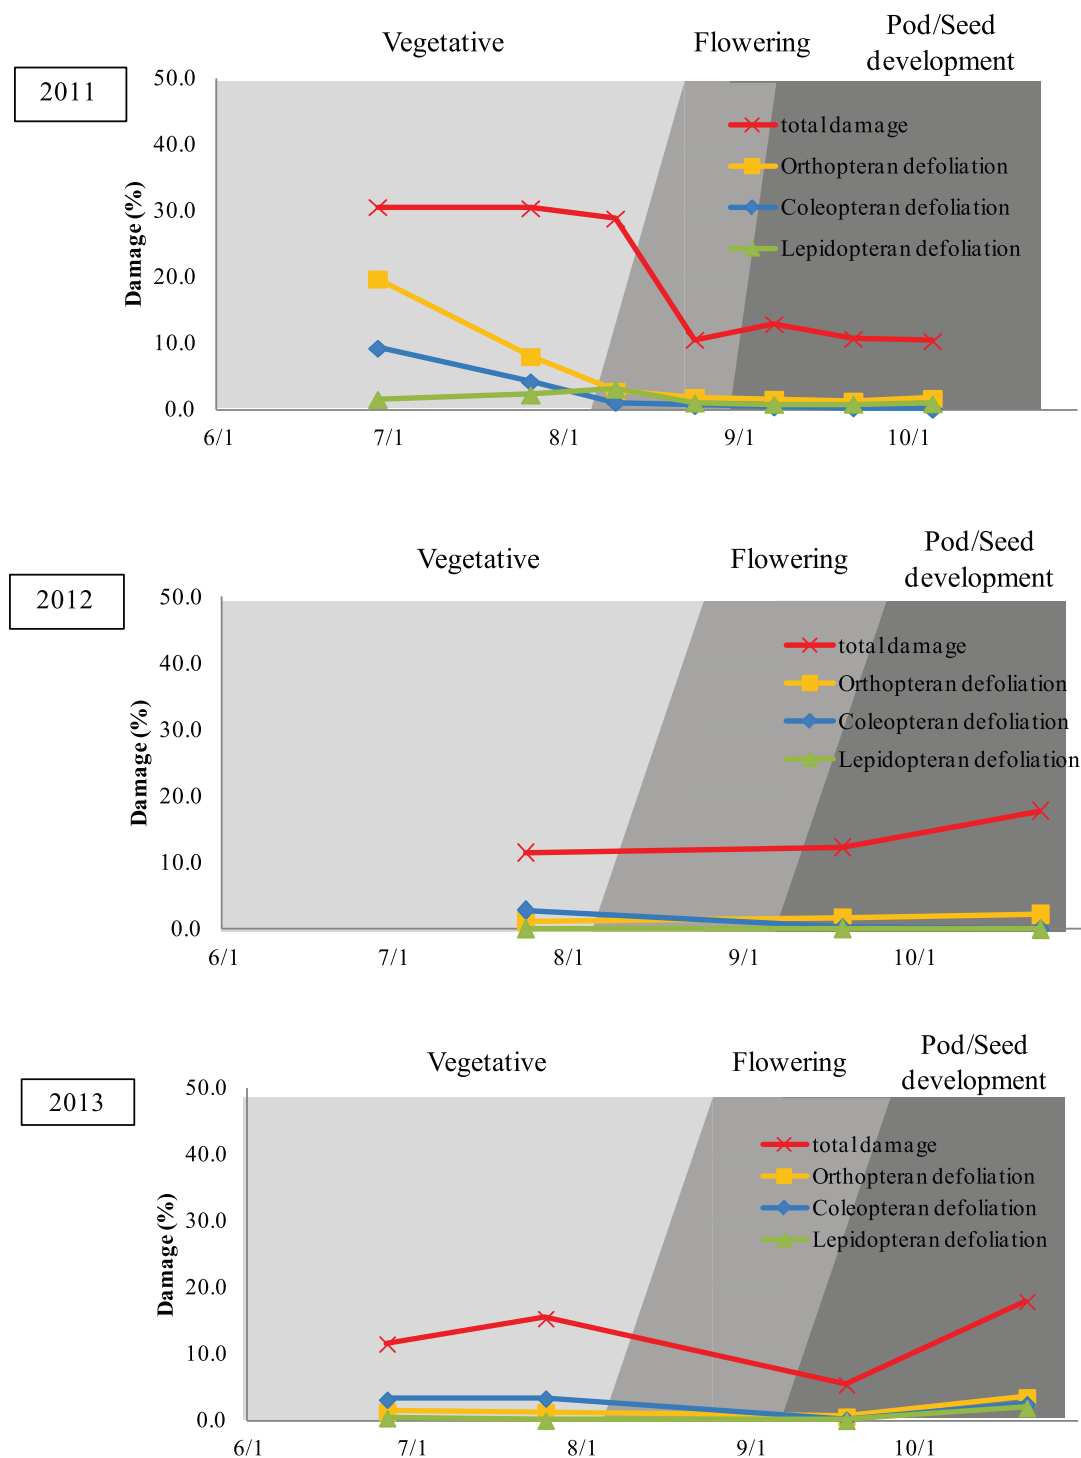 Vegetative
Flowering
Pod/Seed
development
2011
50.0
40.0
30.0
20.0
10.0
0.0
Damage (%)
total damage
Orthopteran defoliation
Coleopteran defoliation
Lepidopteran defoliation
6/1 7/1 8/1 9/1 10/1
Vegetative
Flowering
Pod/Seed
development
2012
50.0
40.0
30.0
20.0
10.0
0.0
Damage (%)
total damage
Orthopteran defoliation
Coleopteran defoliation
Lepidopteran defoliation
6/1 7/1 8/1 9/1 10/1
Vegetative
Flowering
Pod/Seed
development
2013
50.0
40.0
30.0
20.0
10.0
0.0
Damage (%)
total damage
Orthopteran defoliation
Coleopteran defoliation
Lepidopteran defoliation
6/1 7/1 8/1 9/1 10/1